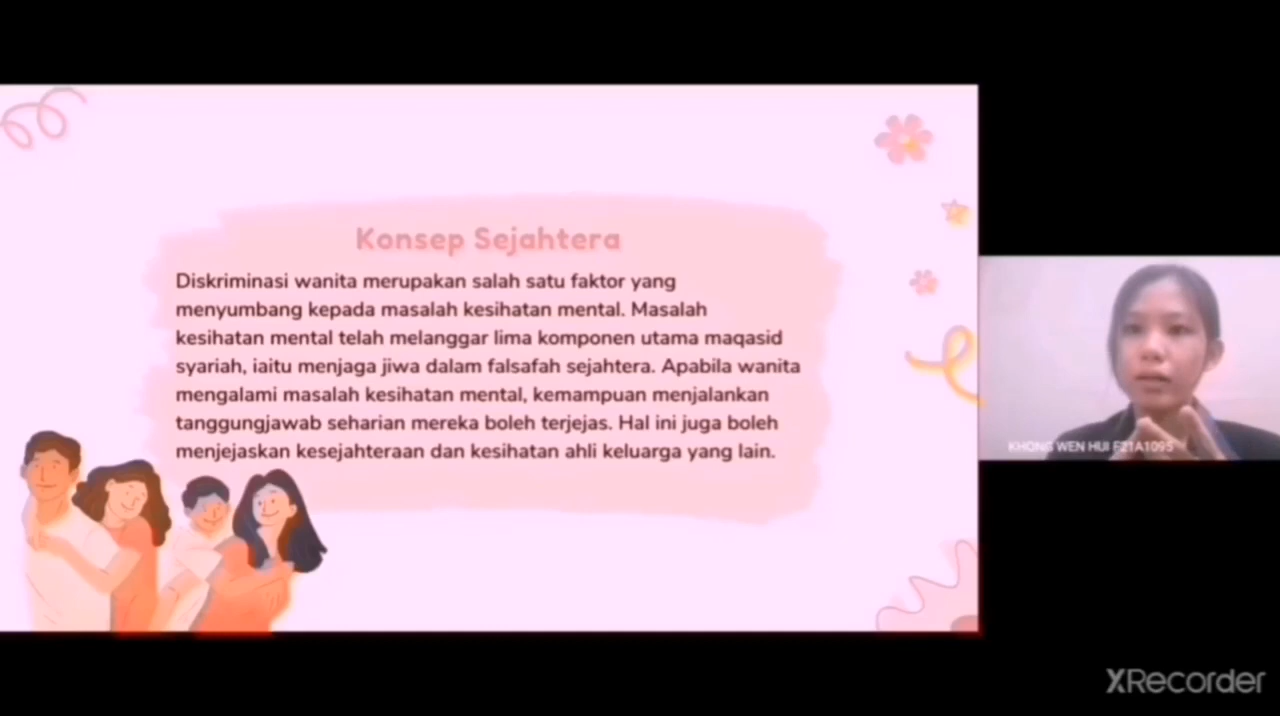 Konsep Sejahtera
Diskriminasi wanita merupakan salah satu faktor yang
menyumbang kepada masalah kesihatan mental. Masalah
kesihatan mental telah melanggar lima komponen utama maqasid
syariah, iaitu menjaga jiwa dalam falsafah sejahtera. Apabila wanita
mengalami masalah kesihatan mental, kemampuan menjalankan
tanggungjawab seharian mereka boleh terjejas. Hal ini juga boleh
menjejaskan kesejahteraan dan kesihatan ahli keluarga yang lain.
KHONG WEN HUI F21A1095
XRecorder